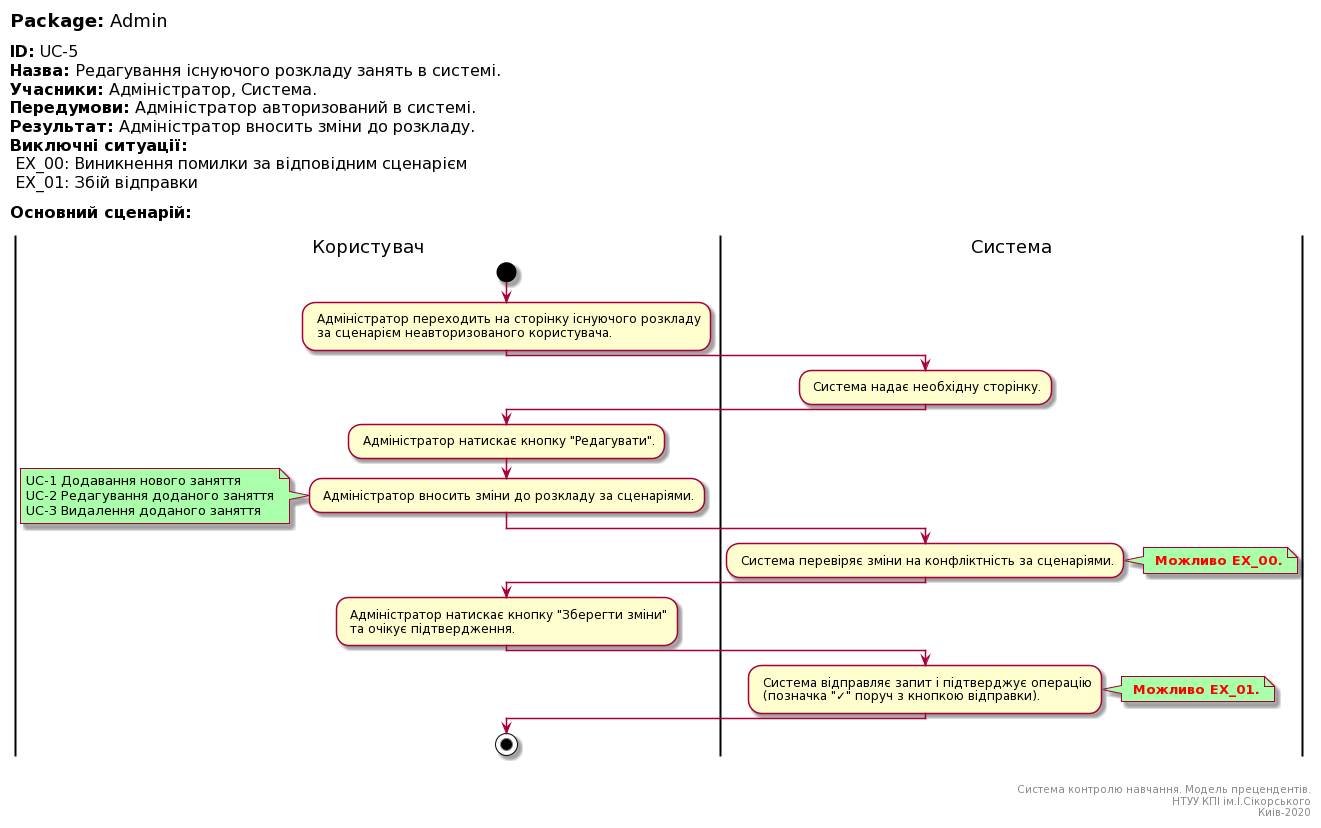 Package: Admin
ID: UC-5
Назва: Редагування існуючого розкладу занять в системі.
Учасники: Адміністратор, Система.
Передумови: Адміністратор авторизований в системі.
Результат: Адміністратор вносить зміни до розкладу.
Виключні ситуації:
EX_00: Виникнення помилки за відповідним сценарієм
EX_01: Збій відправки
Основний сценарій:
Користувач
Система
Адміністратор переходить на сторінку існуючого розкладу
за сценарієм неавторизованого користувача.
Система надає необхідну сторінку.
Адміністратор натискає кнопку "Редагувати".
UC-1 Додавання нового заняття
UC-2 Редагування доданого заняття
UC-3 Видалення доданого заняття
Адміністратор вносить зміни до розкладу за сценаріями.
Система перевіряє зміни на конфліктність за сценаріями.
Можливо EX_00.
Адміністратор натискає кнопку "Зберегти зміни"
та очікує підтвердження.
Система відправляє запит і підтверджує операцію
(позначка "✓" поруч з кнопкою відправки).
Можливо EX_01.
Система контролю навчання. Модель прецендентів.
НТУУ КПІ ім.І.Сікорського
Киів-2020